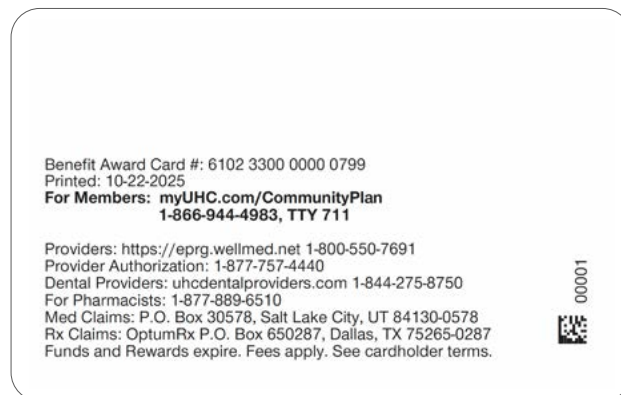 Benefit Award Card #: 6102 3300 0000 0799
Printed: 10-22-2025
For Members: myUHC.com/CommunityPlan
1-866-944-4983, TTY 711
Providers: https://eprg.wellmed.net 1-800-550-7691
Provider Authorization: 1-877-757-4440
Dental Providers: uhcdentalproviders.com 1-844-275-8750
For Pharmacists: 1-877-889-6510
Med Claims: P.O. Box 30578, Salt Lake City, UT 84130-0578
Rx Claims: OptumRx P.O. Box 650287, Dallas, TX 75265-0287
Funds and Rewards expire. Fees apply. See cardholder terms.
00001